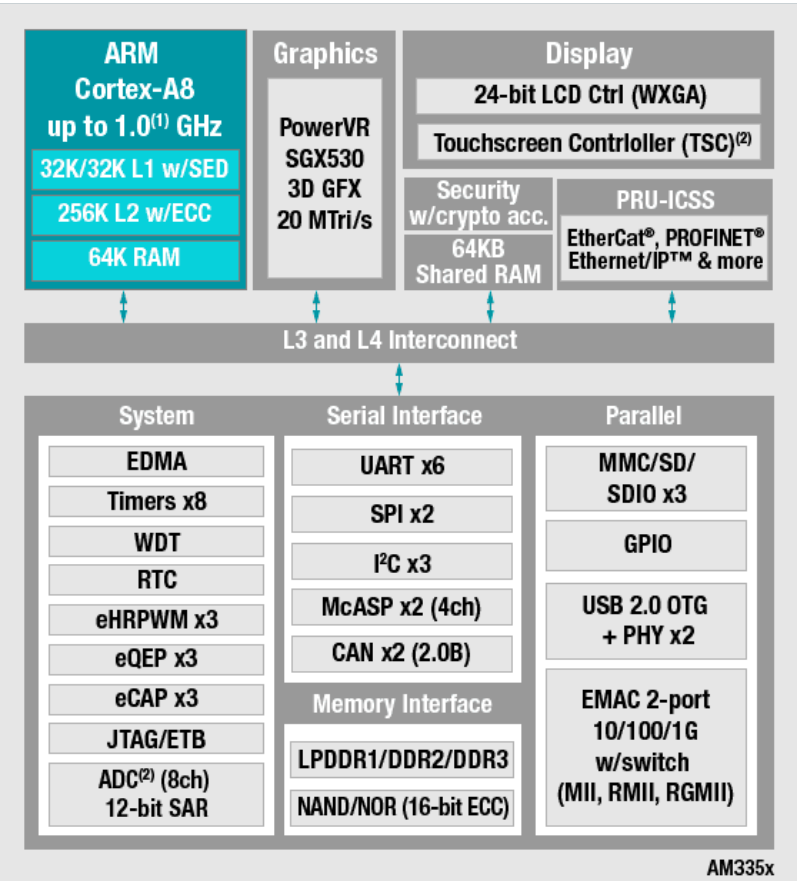 ARM
Cortex-A8
up to 1.0⁽¹⁾ GHz
32K/32K L1 w/SED
256K L2 w/ECC
64K RAM
Graphics
PowerVR
SGX530
3D GFX
20 MTri/s
Display
24-bit LCD Ctrl (WXGA)
Touchscreen Contrloller (TSC)⁽²⁾
Security
w/crypto acc.
64KB
Shared RAM
PRU-ICSS
EtherCat®, PROFINET®
Ethernet/IP™ & more
L3 and L4 Interconnect
System
EDMA
Timers x8
WDT
RTC
eHRPWM x3
eQEP x3
eCAP x3
JTAG/ETB
ADC⁽²⁾ (8ch)
12-bit SAR
Serial Interface
UART x6
SPI x2
I²C x3
McASP x2 (4ch)
CAN x2 (2.0B)
Memory Interface
LPDDR1/DDR2/DDR3
NAND/NOR (16-bit ECC)
Parallel
MMC/SD/
SDIO x3
GPIO
USB 2.0 OTG
+ PHY x2
EMAC 2-port
10/100/1G
w/switch
(MII, RMII, RGMII)
AM335x